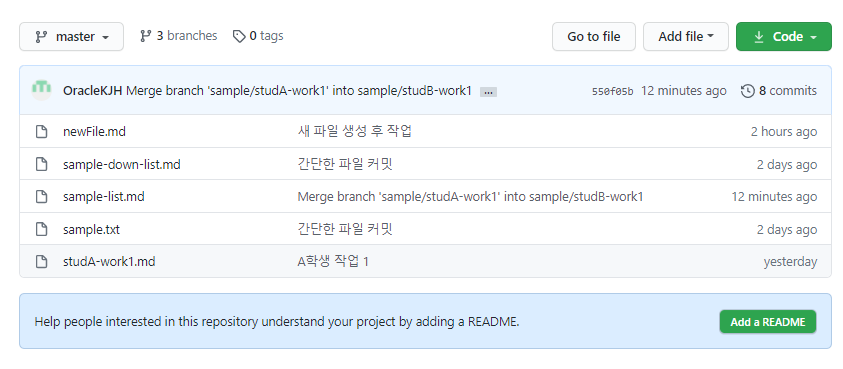 master 3 branches 0 tags Go to file Add file Code
OracleKJH Merge branch 'sample/studA-work1' into sample/studB-work1 ... 550f05b 12 minutes ago 8 commits
newFile.md 새 파일 생성 후 작업 2 hours ago
sample-down-list.md 간단한 파일 커밋 2 days ago
sample-list.md Merge branch 'sample/studA-work1' into sample/studB-work1 12 minutes ago
sample.txt 간단한 파일 커밋 2 days ago
studA-work1.md A학생 작업 1 yesterday
Help people interested in this repository understand your project by adding a README. Add a README